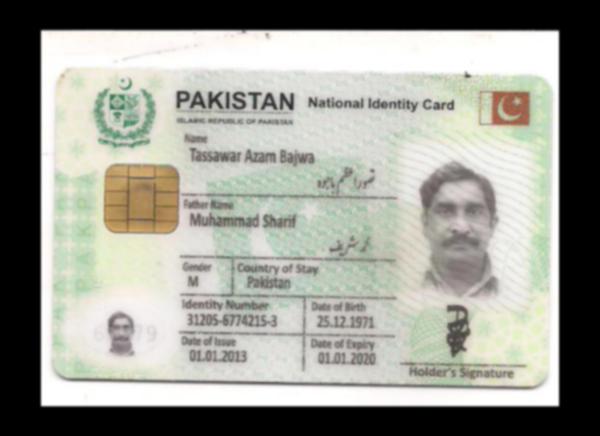 PAKISTAN National Identity Card
ISLAMIC REPUBLIC OF PAKISTAN
Name
Tassawar Azam Bajwa
تصور اعظم باجوہ
Father Name
Muhammad Sharif
محمد شریف
Gender Country of Stay
M Pakistan
Identity Number Date of Birth
31205-6774215-3 25.12.1971
Date of Issue Date of Expiry
01.01.2013 01.01.2020
Holder's Signature